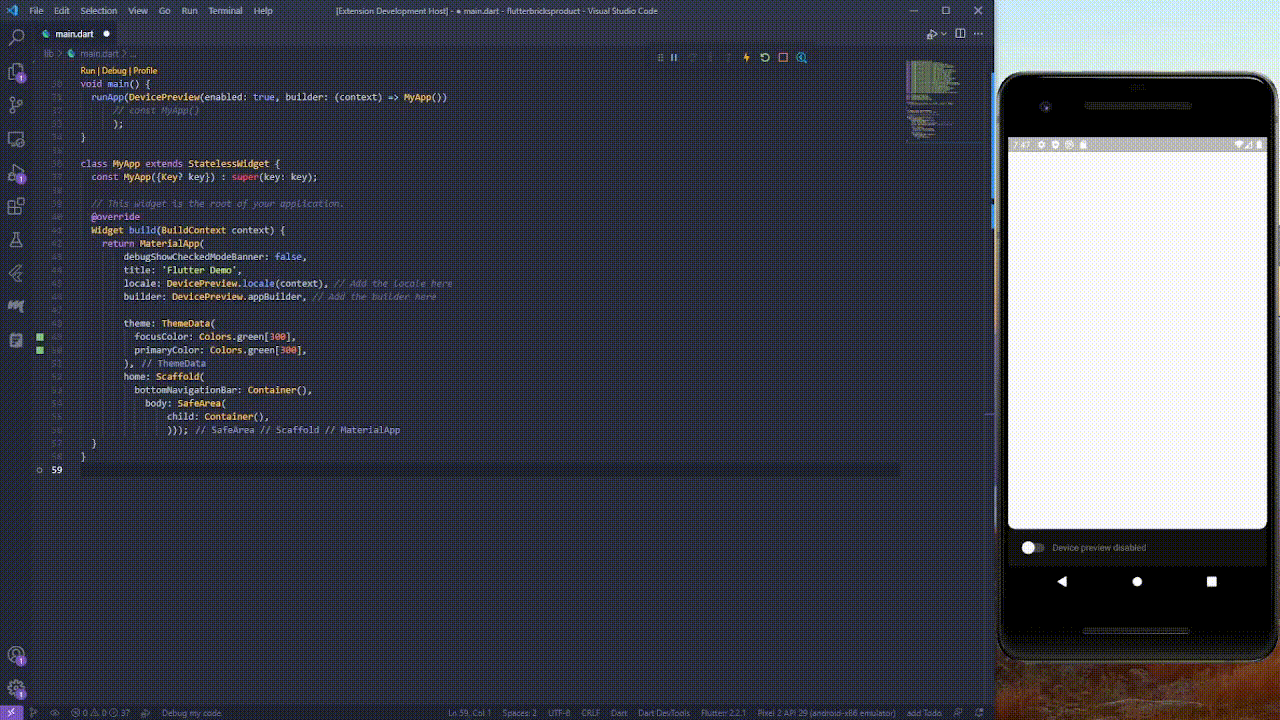 File Edit Selection View Go Run Terminal Help
[Extension Development Host] - ● main.dart - flutterbricksproduct - Visual Studio Code
main.dart ●
lib > main.dart > ...
Run | Debug | Profile
void main() {
runApp(DevicePreview(enabled: true, builder: (context) => MyApp())
// const MyApp()
);
}
class MyApp extends StatelessWidget {
const MyApp({Key? key}) : super(key: key);
// This widget is the root of your application.
@override
Widget build(BuildContext context) {
return MaterialApp(
debugShowCheckedModeBanner: false,
title: 'Flutter Demo',
locale: DevicePreview.locale(context), // Add the locale here
builder: DevicePreview.appBuilder, // Add the builder here
theme: ThemeData(
focusColor: Colors.green[300],
primaryColor: Colors.green[300],
), // ThemeData
home: Scaffold(
bottomNavigationBar: Container(),
body: SafeArea(
child: Container(),
))); // SafeArea // Scaffold // MaterialApp
}
}
59
7:47
Device preview disabled
0 0 37 Debug my code Ln 59, Col 1 Spaces: 2 UTF-8 CRLF Dart Dart DevTools Flutter: 2.2.1 Pixel 2 API 29 (android-x86 emulator) add Todo